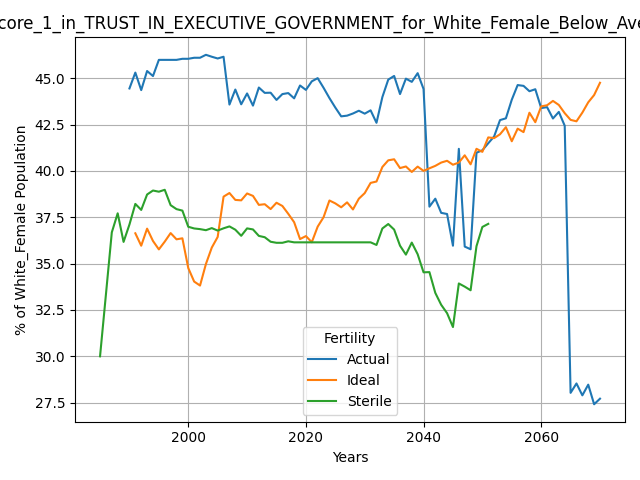 core_1_in_TRUST_IN_EXECUTIVE_GOVERNMENT_for_White_Female_Below_Ave
% of White_Female Population
45.0
42.5
40.0
37.5
35.0
32.5
30.0
27.5
Fertility
Actual
Ideal
Sterile
2000
2020
2040
2060
Years